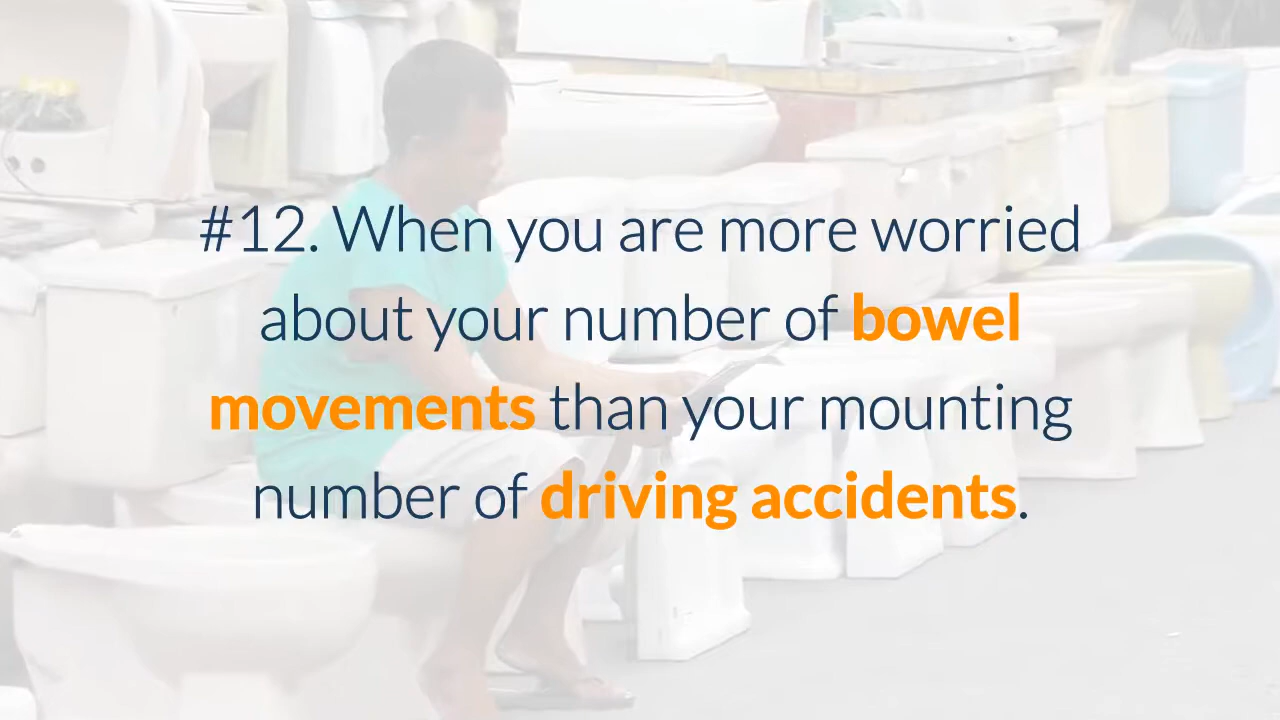 #12. When you are more worried
about your number of bowel
movements than your mounting
number of driving accidents.